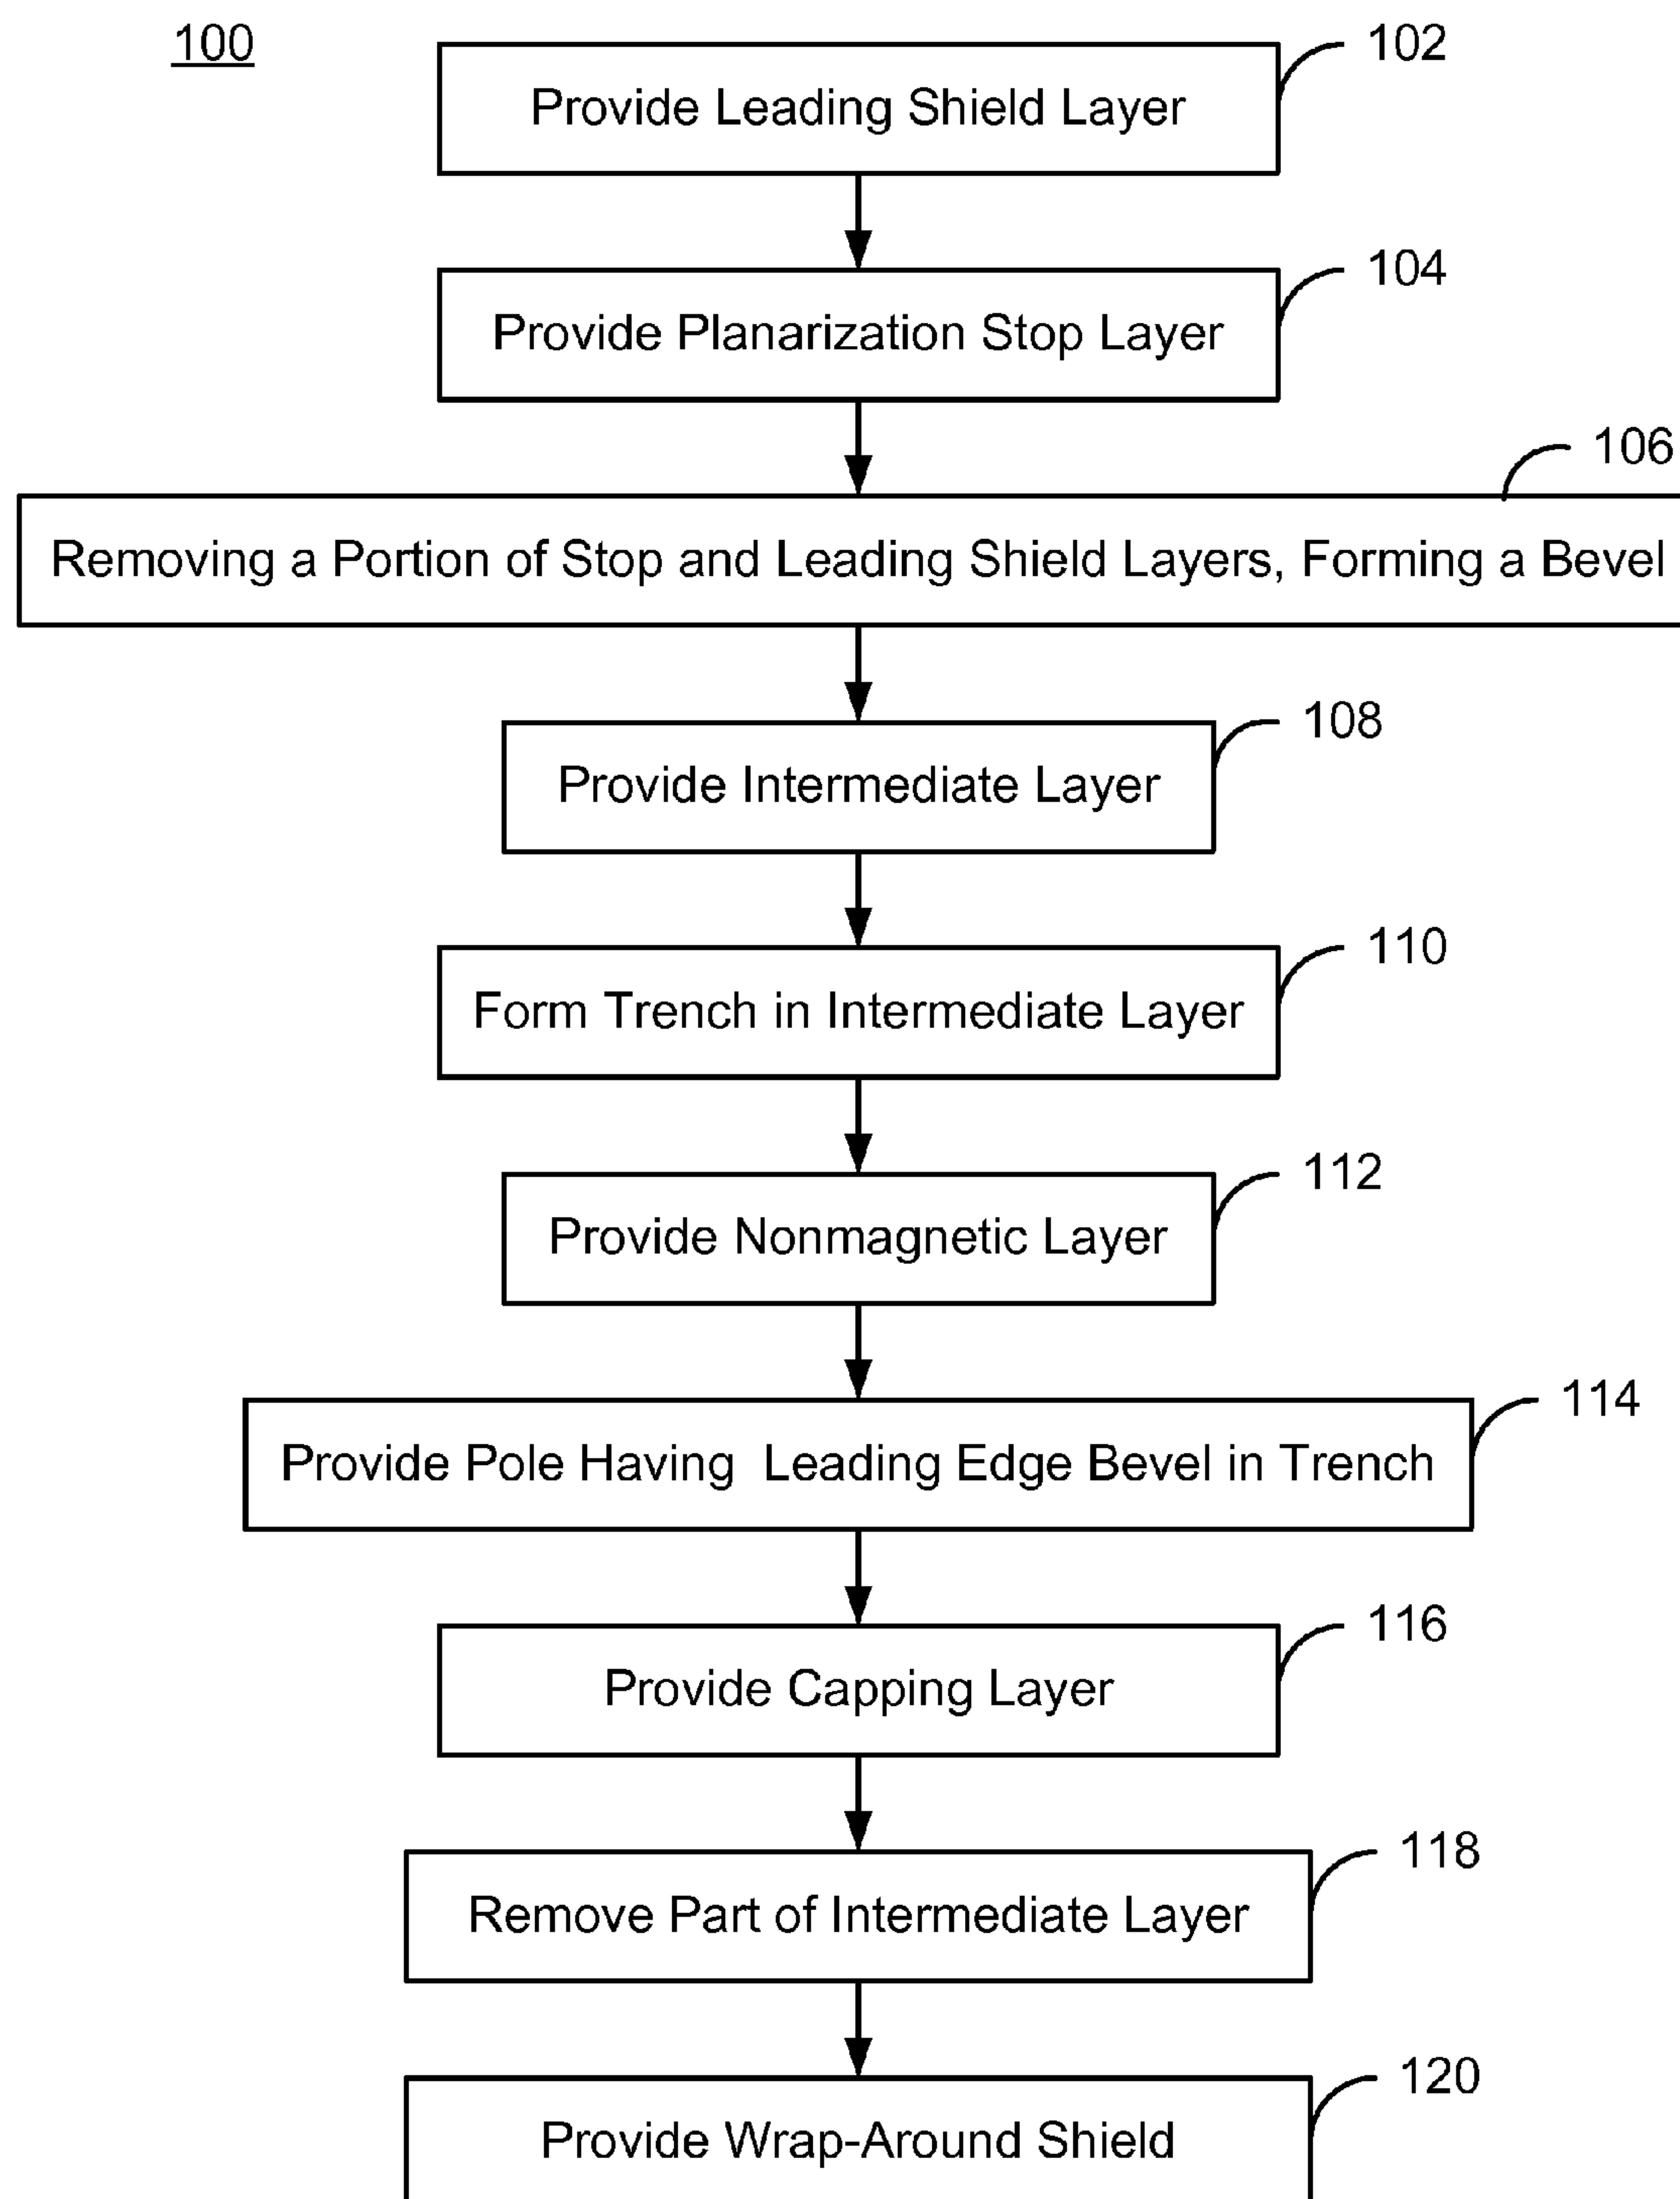 100
102
Provide Leading Shield Layer
104
Provide Planarization Stop Layer
106
Removing a Portion of Stop and Leading Shield Layers, Forming a Bevel
108
Provide Intermediate Layer
110
Form Trench in Intermediate Layer
112
Provide Nonmagnetic Layer
114
Provide Pole Having Leading Edge Bevel in Trench
116
Provide Capping Layer
118
Remove Part of Intermediate Layer
120
Provide Wrap-Around Shield